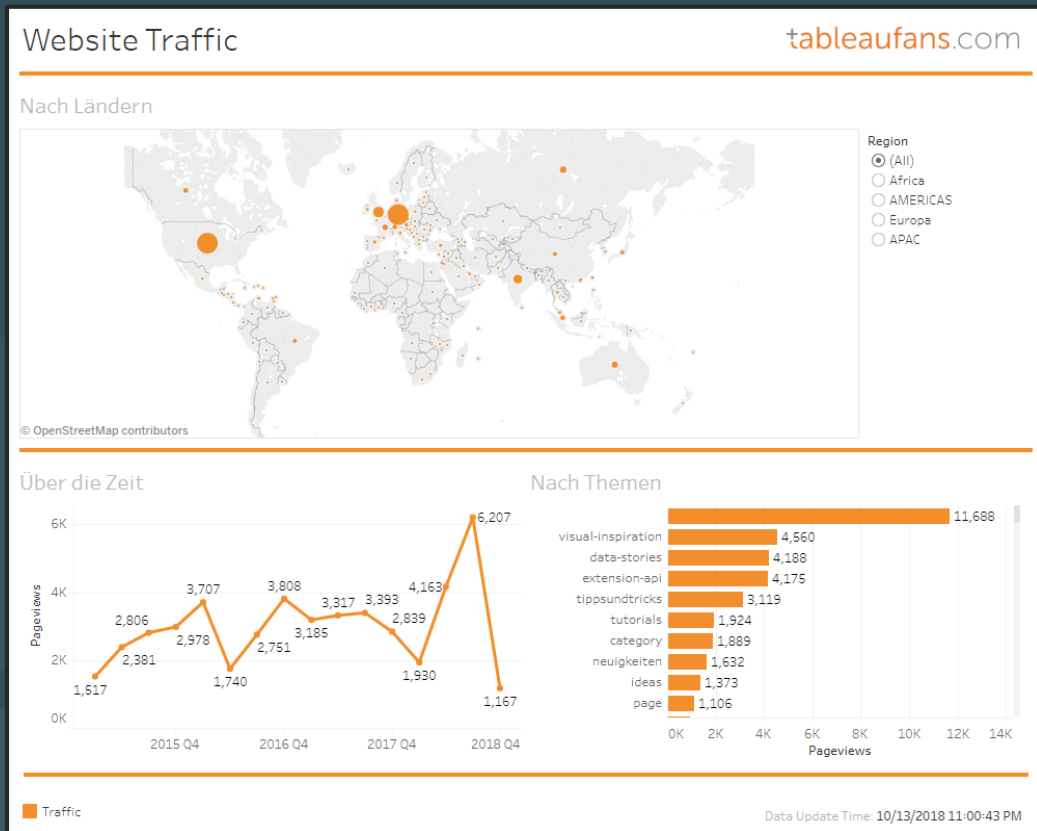 Website Traffic
tableaufans.com
Nach Ländern
Region
(All)
Africa
AMERICAS
Europa
APAC
© OpenStreetMap contributors
Über die Zeit
Pageviews
6K
4K
2K
0K
1,517
2,381
2,806
2,978
3,707
1,740
2,751
3,808
3,185
3,317
3,393
2,839
1,930
4,163
6,207
1,167
2015 Q4
2016 Q4
2017 Q4
2018 Q4
Nach Themen
11,688
visual-inspiration 4,560
data-stories 4,188
extension-api 4,175
tippsundtricks 3,119
tutorials 1,924
category 1,889
neuigkeiten 1,632
ideas 1,373
page 1,106
0K 2K 4K 6K 8K 10K 12K 14K
Pageviews
Traffic
Data Update Time: 10/13/2018 11:00:43 PM